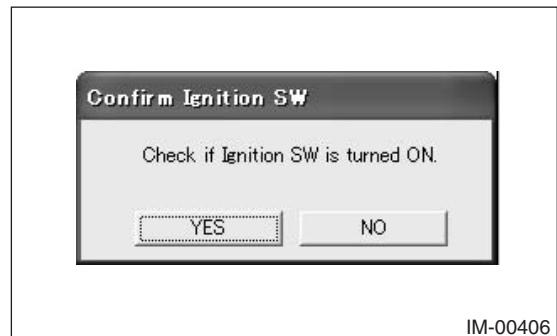 Confirm Ignition SW
Check if Ignition SW is turned ON.
YES
NO
IM-00406